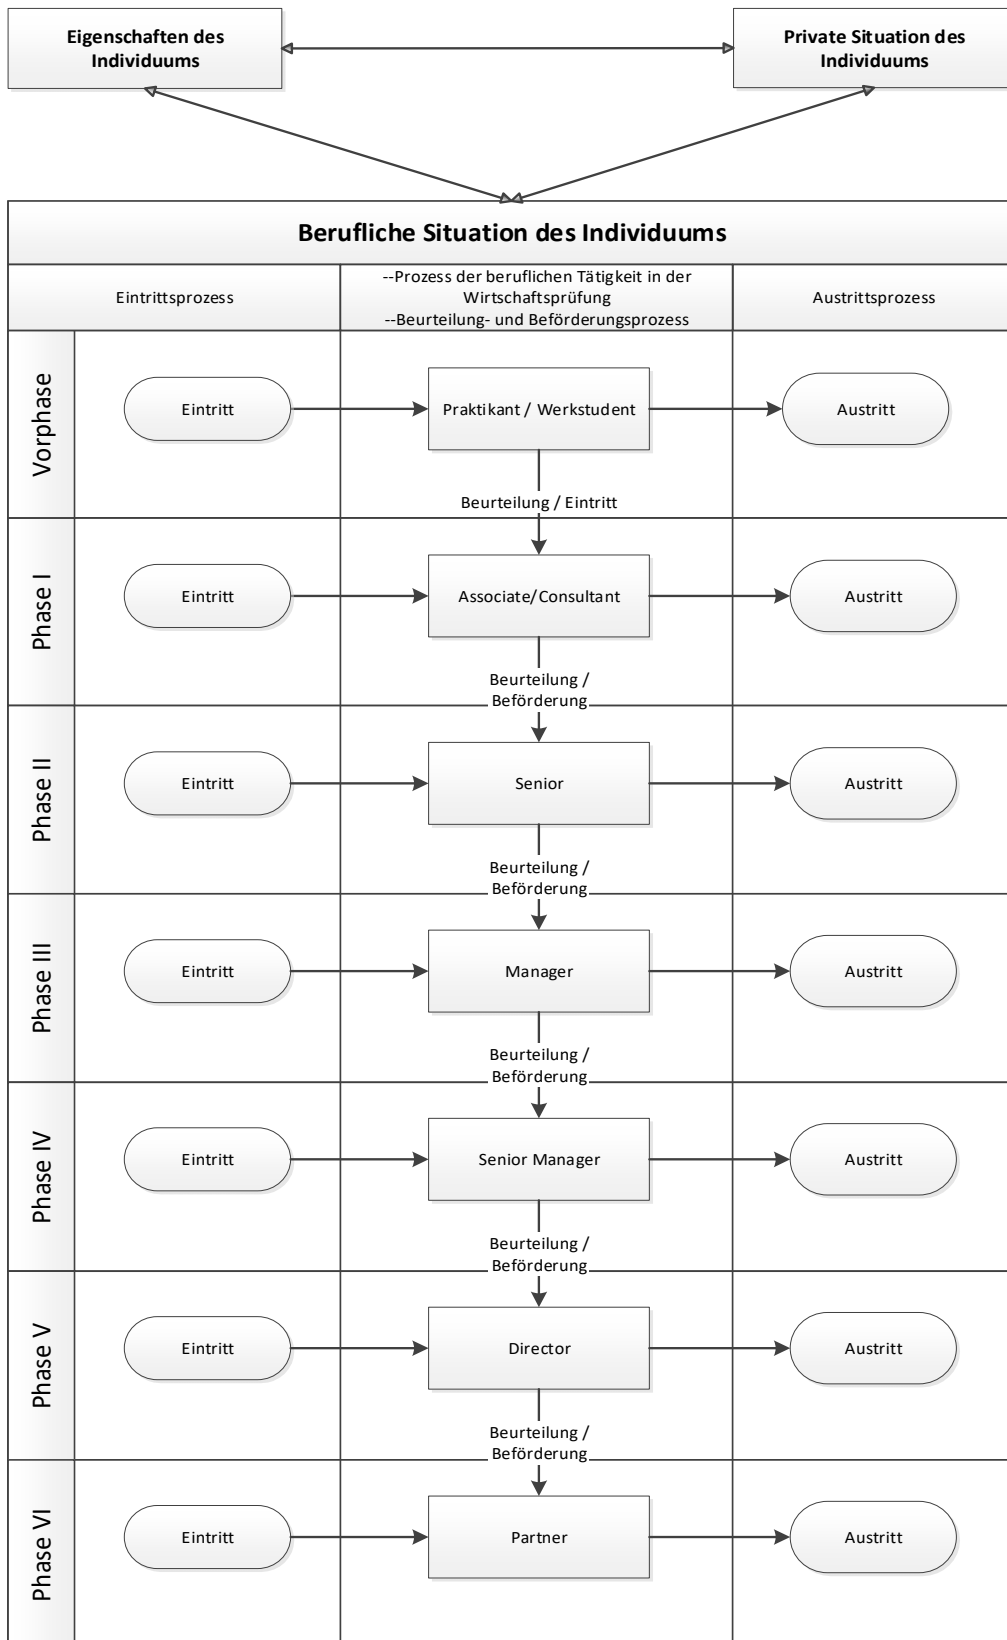 Eigenschaften des
Individuums
Private Situation des
Individuums
Berufliche Situation des Individuums
Eintrittsprozess
--Prozess der beruflichen Tätigkeit in der
Wirtschaftsprüfung
--Beurteilung- und Beförderungsprozess
Austrittsprozess
Vorphase
Eintritt
Praktikant / Werkstudent
Austritt
Beurteilung / Eintritt
Phase I
Eintritt
Associate/Consultant
Austritt
Beurteilung /
Beförderung
Phase II
Eintritt
Senior
Austritt
Beurteilung /
Beförderung
Phase III
Eintritt
Manager
Austritt
Beurteilung /
Beförderung
Phase IV
Eintritt
Senior Manager
Austritt
Beurteilung /
Beförderung
Phase V
Eintritt
Director
Austritt
Beurteilung /
Beförderung
Phase VI
Eintritt
Partner
Austritt